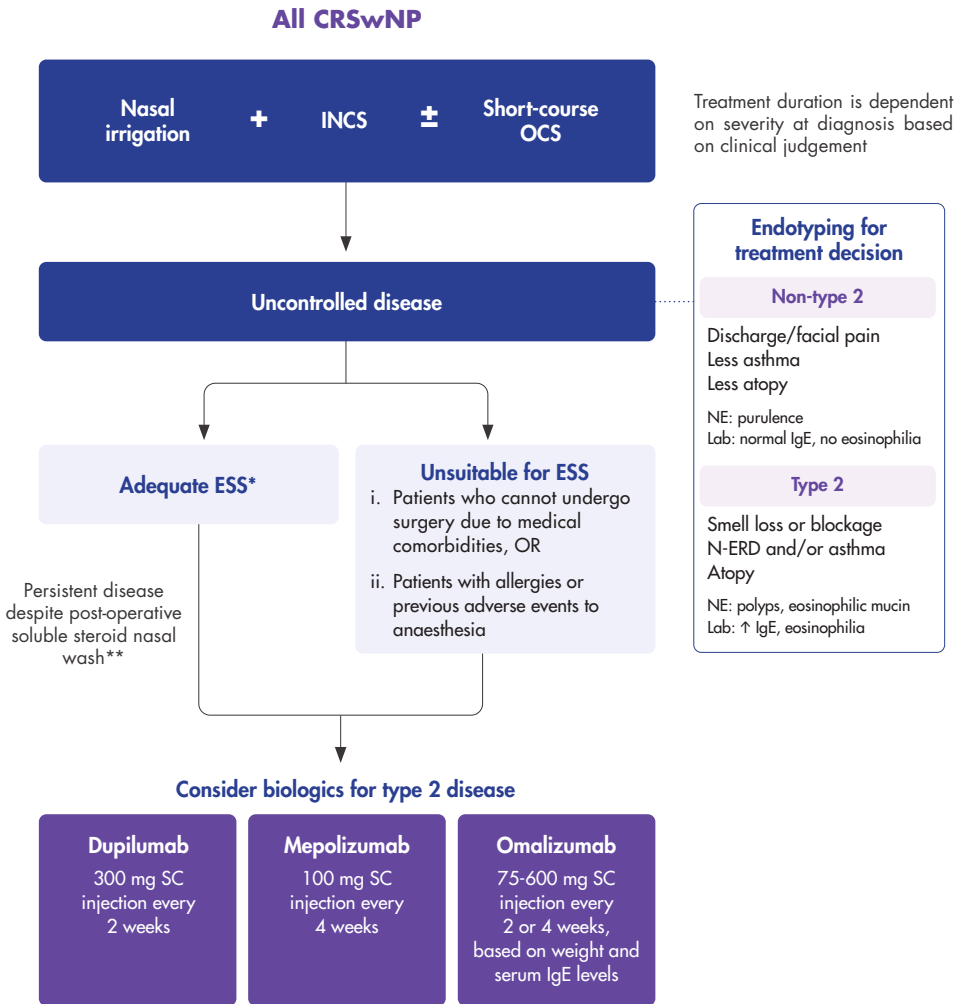 All CRSwNP
Nasal
irrigation
+
INCS
±
Short-course
OCS
Treatment duration is dependent
on severity at diagnosis based
on clinical judgement
Uncontrolled disease
Endotyping for
treatment decision
Non-type 2
Discharge/facial pain
Less asthma
Less atopy
NE: purulence
Lab: normal IgE, no eosinophilia
Type 2
Smell loss or blockage
N-ERD and/or asthma
Atopy
NE: polyps, eosinophilic mucin
Lab: ↑ IgE, eosinophilia
Adequate ESS*
Unsuitable for ESS
i. Patients who cannot undergo
surgery due to medical
comorbidities, OR
ii. Patients with allergies or
previous adverse events to
anaesthesia
Persistent disease
despite post-operative
soluble steroid nasal
wash**
Consider biologics for type 2 disease
Dupilumab
300 mg SC
injection every
2 weeks
Mepolizumab
100 mg SC
injection every
4 weeks
Omalizumab
75-600 mg SC
injection every
2 or 4 weeks,
based on weight and
serum IgE levels